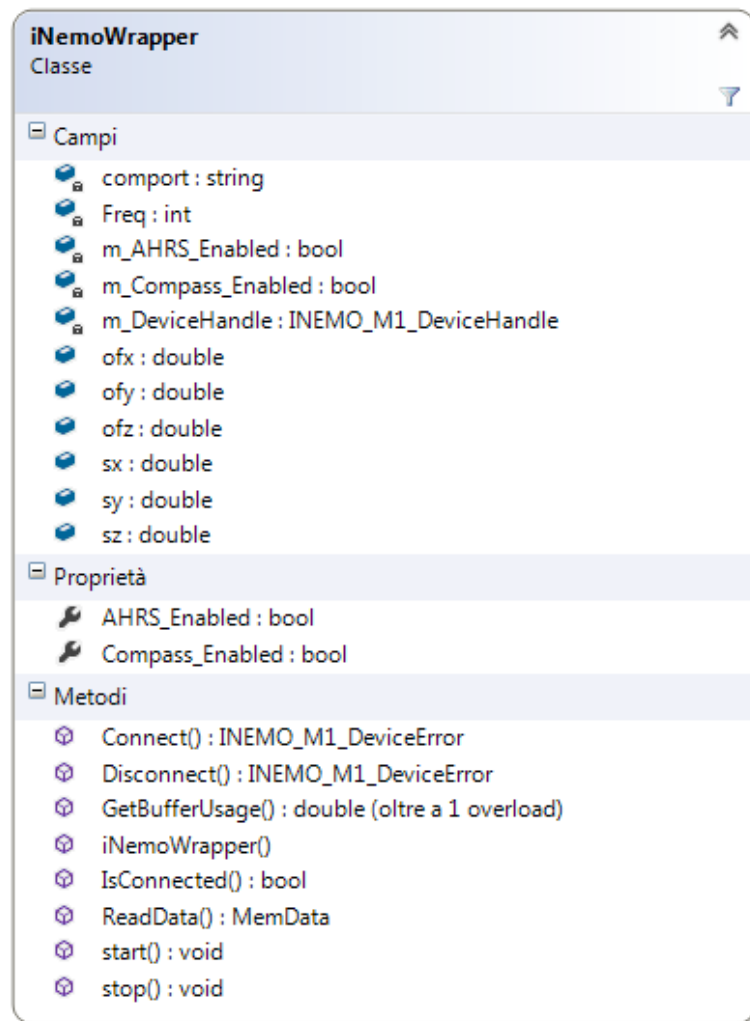 iNemoWrapper
Classe
Campi
comport : string
Freq : int
m_AHRS_Enabled : bool
m_Compass_Enabled : bool
m_DeviceHandle : INEMO_M1_DeviceHandle
ofx : double
ofy : double
ofz : double
sx : double
sy : double
sz : double
Proprietà
AHRS_Enabled : bool
Compass_Enabled : bool
Metodi
Connect() : INEMO_M1_DeviceError
Disconnect() : INEMO_M1_DeviceError
GetBufferUsage() : double (oltre a 1 overload)
iNemoWrapper()
IsConnected() : bool
ReadData() : MemData
start() : void
stop() : void